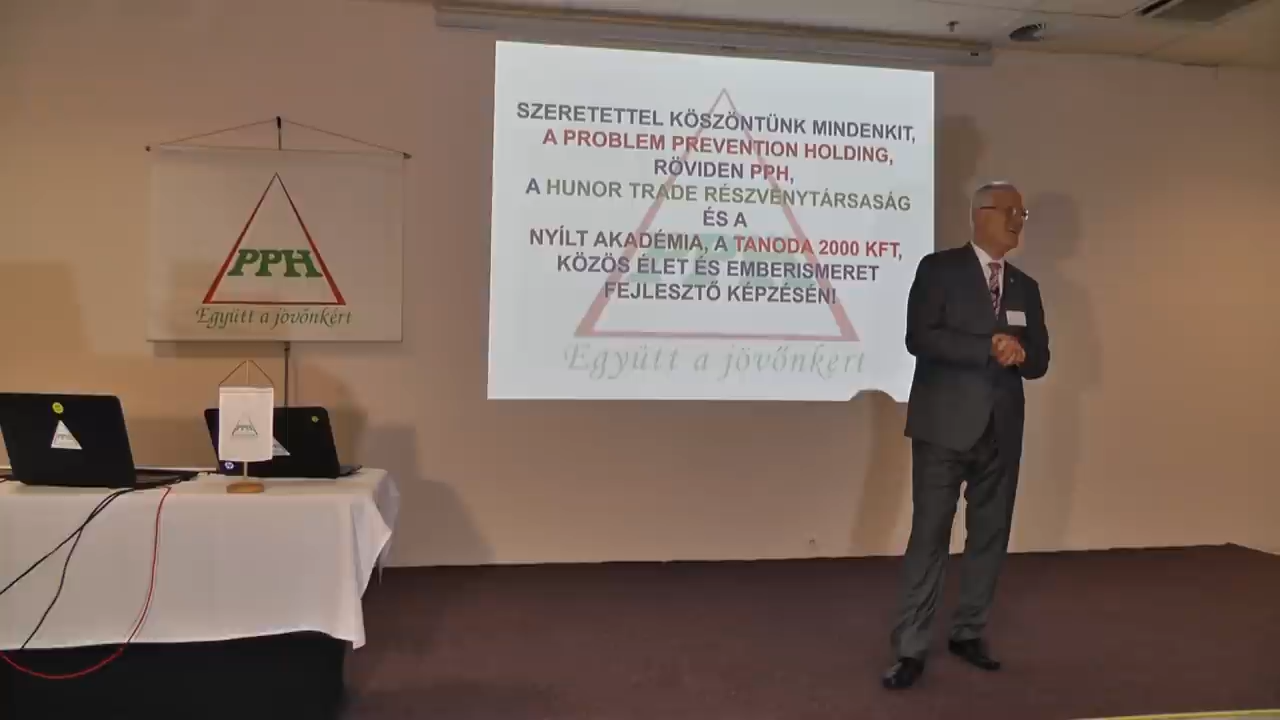 SZERETETTEL KÖSZÖNTÜNK MINDENKIT,
A PROBLEM PREVENTION HOLDING,
RÖVIDEN PPH,
A HUNOR TRADE RÉSZVÉNYTÁRSASÁG
ÉS A
NYÍLT AKADÉMIA, A TANODA 2000 KFT,
KÖZÖS ÉLET ÉS EMBERISMERET
FEJLESZTŐ KÉPZÉSÉN!
Együtt a jövőnkért
PPH
Együtt a jövőnkért